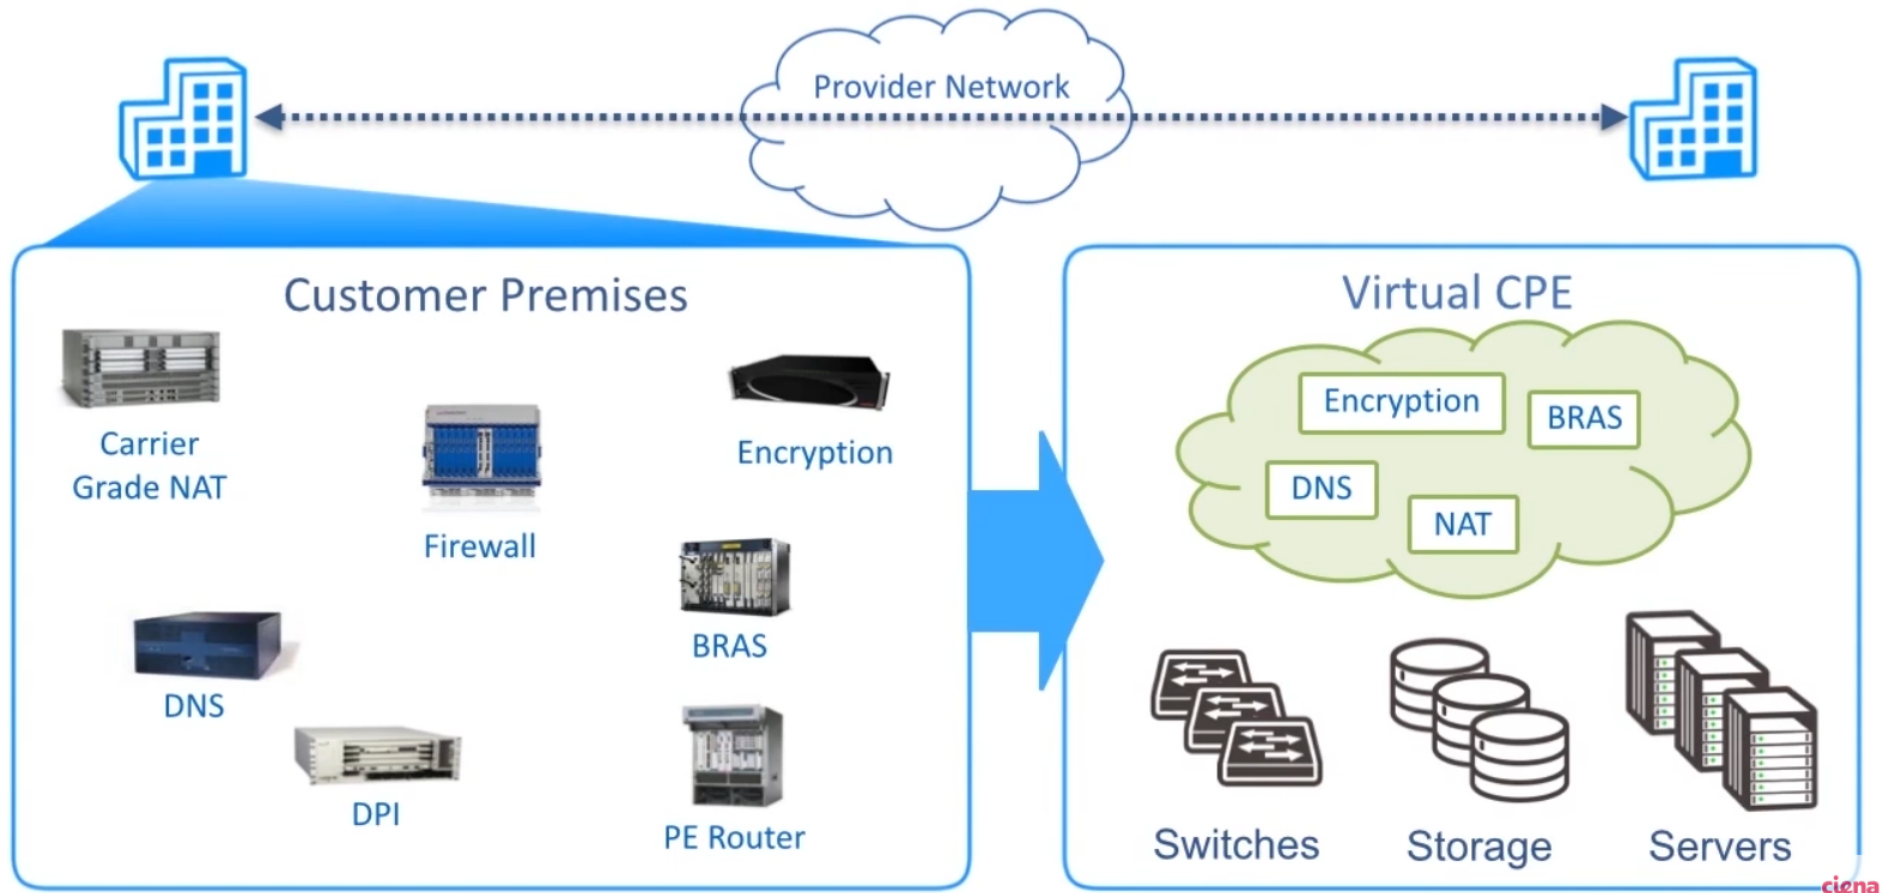 Provider Network
Customer Premises
Carrier
Grade NAT
Firewall
Encryption
BRAS
DNS
DPI
PE Router
Virtual CPE
Encryption
BRAS
DNS
NAT
Switches
Storage
Servers
ciena